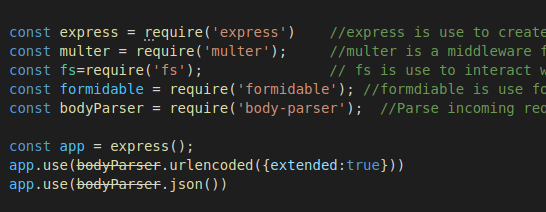 const express = require('express')    //express is use to create
const multer = require('multer');     //multer is a middleware f
const fs=require('fs');               // fs is use to interact w
const formidable = require('formidable'); //formdiable is use fo
const bodyParser = require('body-parser');  //Parse incoming rec
const app = express();
app.use(bodyParser.urlencoded({extended:true}))
app.use(bodyParser.json())